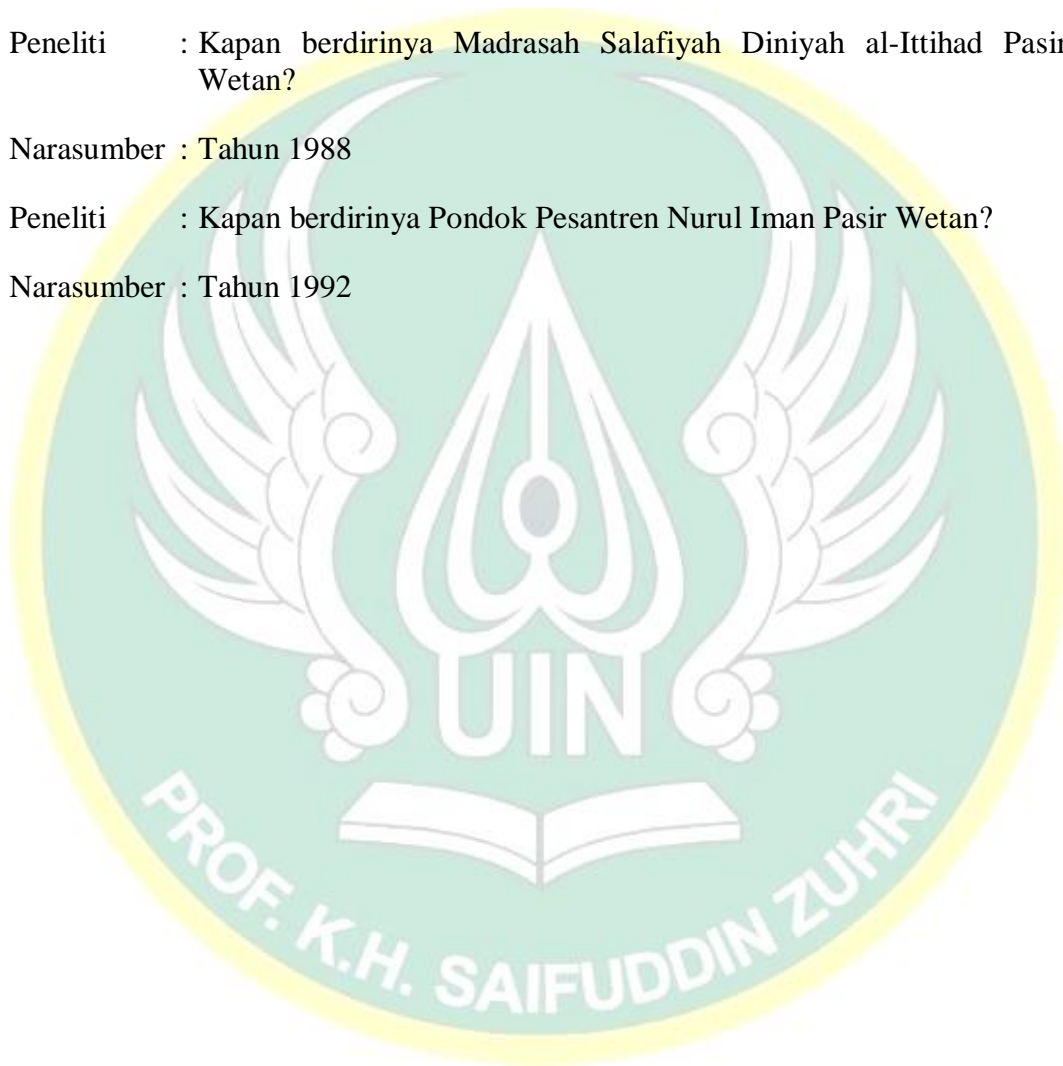 Peneliti : Kapan berdirinya Madrasah Salafiyah Diniyah al-Ittihad Pasir
Wetan?
Narasumber : Tahun 1988
Peneliti : Kapan berdirinya Pondok Pesantren Nurul Iman Pasir Wetan?
Narasumber : Tahun 1992
UIN
PROF. K.H. SAIFUDDIN ZUHRI